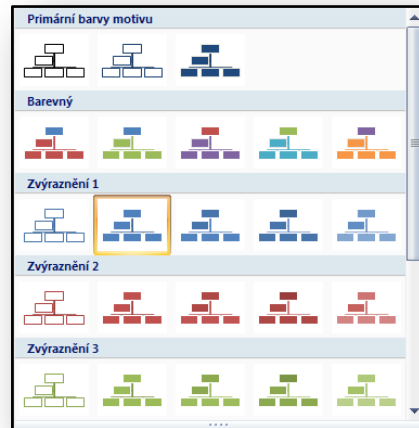 Primární barvy motivu
Barevný
Zvýraznění 1
Zvýraznění 2
Zvýraznění 3